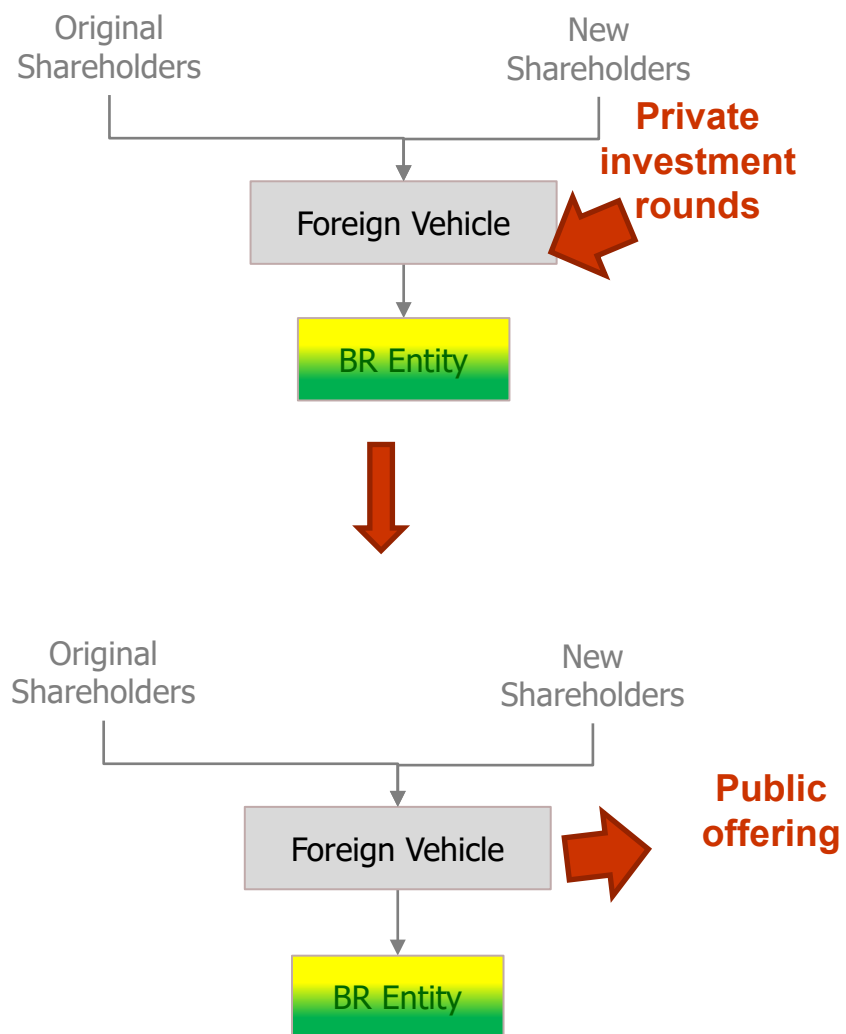 Original
Shareholders
New
Shareholders
Private
investment
rounds
Foreign Vehicle
BR Entity
Original
Shareholders
New
Shareholders
Public
offering
Foreign Vehicle
BR Entity